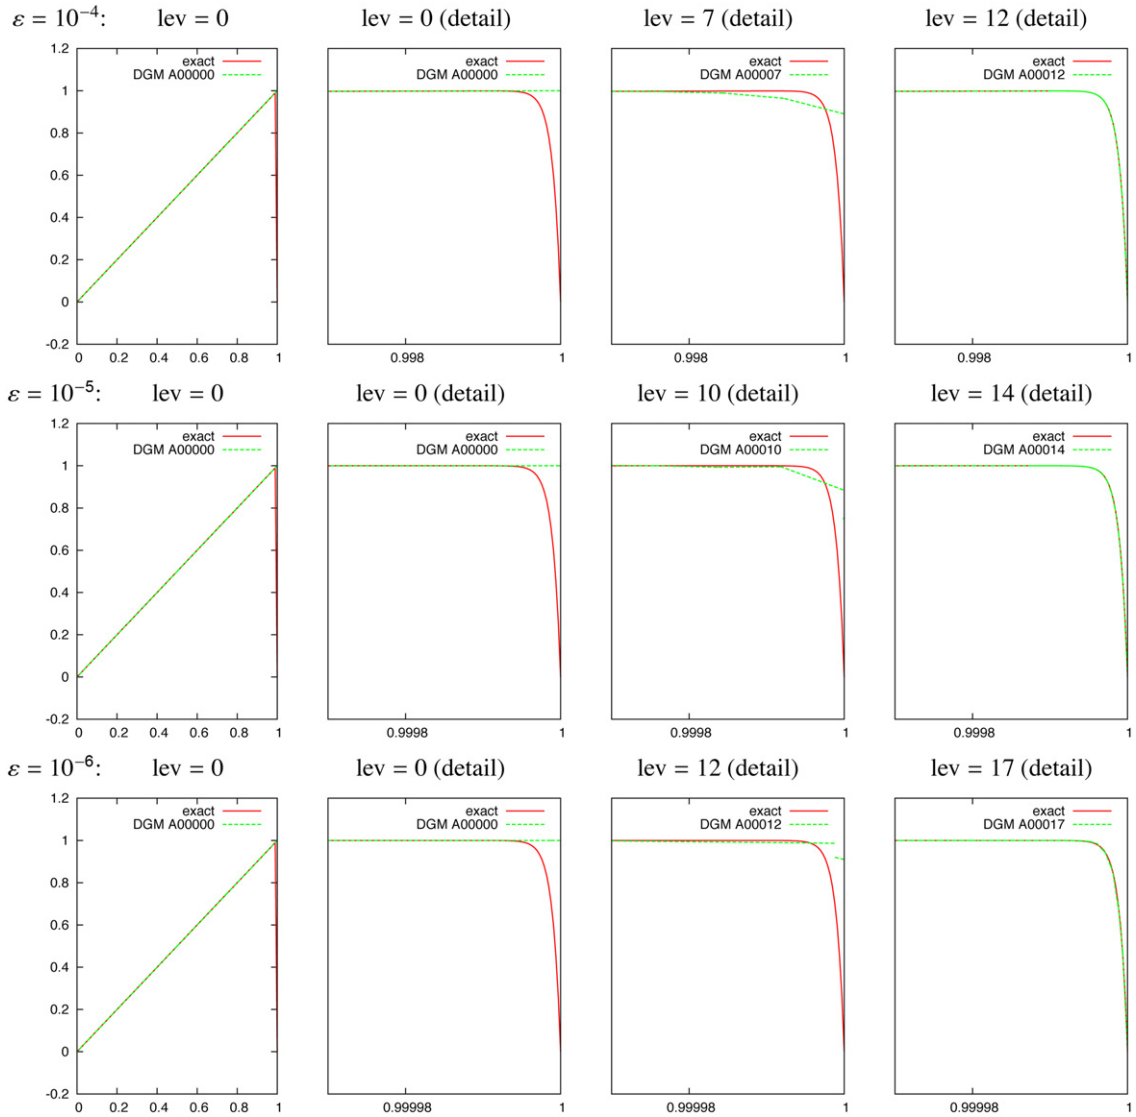 ε = 10⁻⁴: lev = 0 lev = 0 (detail) lev = 7 (detail) lev = 12 (detail)
1.2
exact exact exact exact
DGM A00000 DGM A00000 DGM A00007 DGM A00012
1
0.8
0.6
0.4
0.2
0
-0.2
0 0.2 0.4 0.6 0.8 1 0.998 1 0.998 1 0.998 1
ε = 10⁻⁵: lev = 0 lev = 0 (detail) lev = 10 (detail) lev = 14 (detail)
1.2
exact exact exact exact
DGM A00000 DGM A00000 DGM A00010 DGM A00014
1
0.8
0.6
0.4
0.2
0
-0.2
0 0.2 0.4 0.6 0.8 1 0.9998 1 0.9998 1 0.9998 1
ε = 10⁻⁶: lev = 0 lev = 0 (detail) lev = 12 (detail) lev = 17 (detail)
1.2
exact exact exact exact
DGM A00000 DGM A00000 DGM A00012 DGM A00017
1
0.8
0.6
0.4
0.2
0
-0.2
0 0.2 0.4 0.6 0.8 1 0.99998 1 0.99998 1 0.99998 1